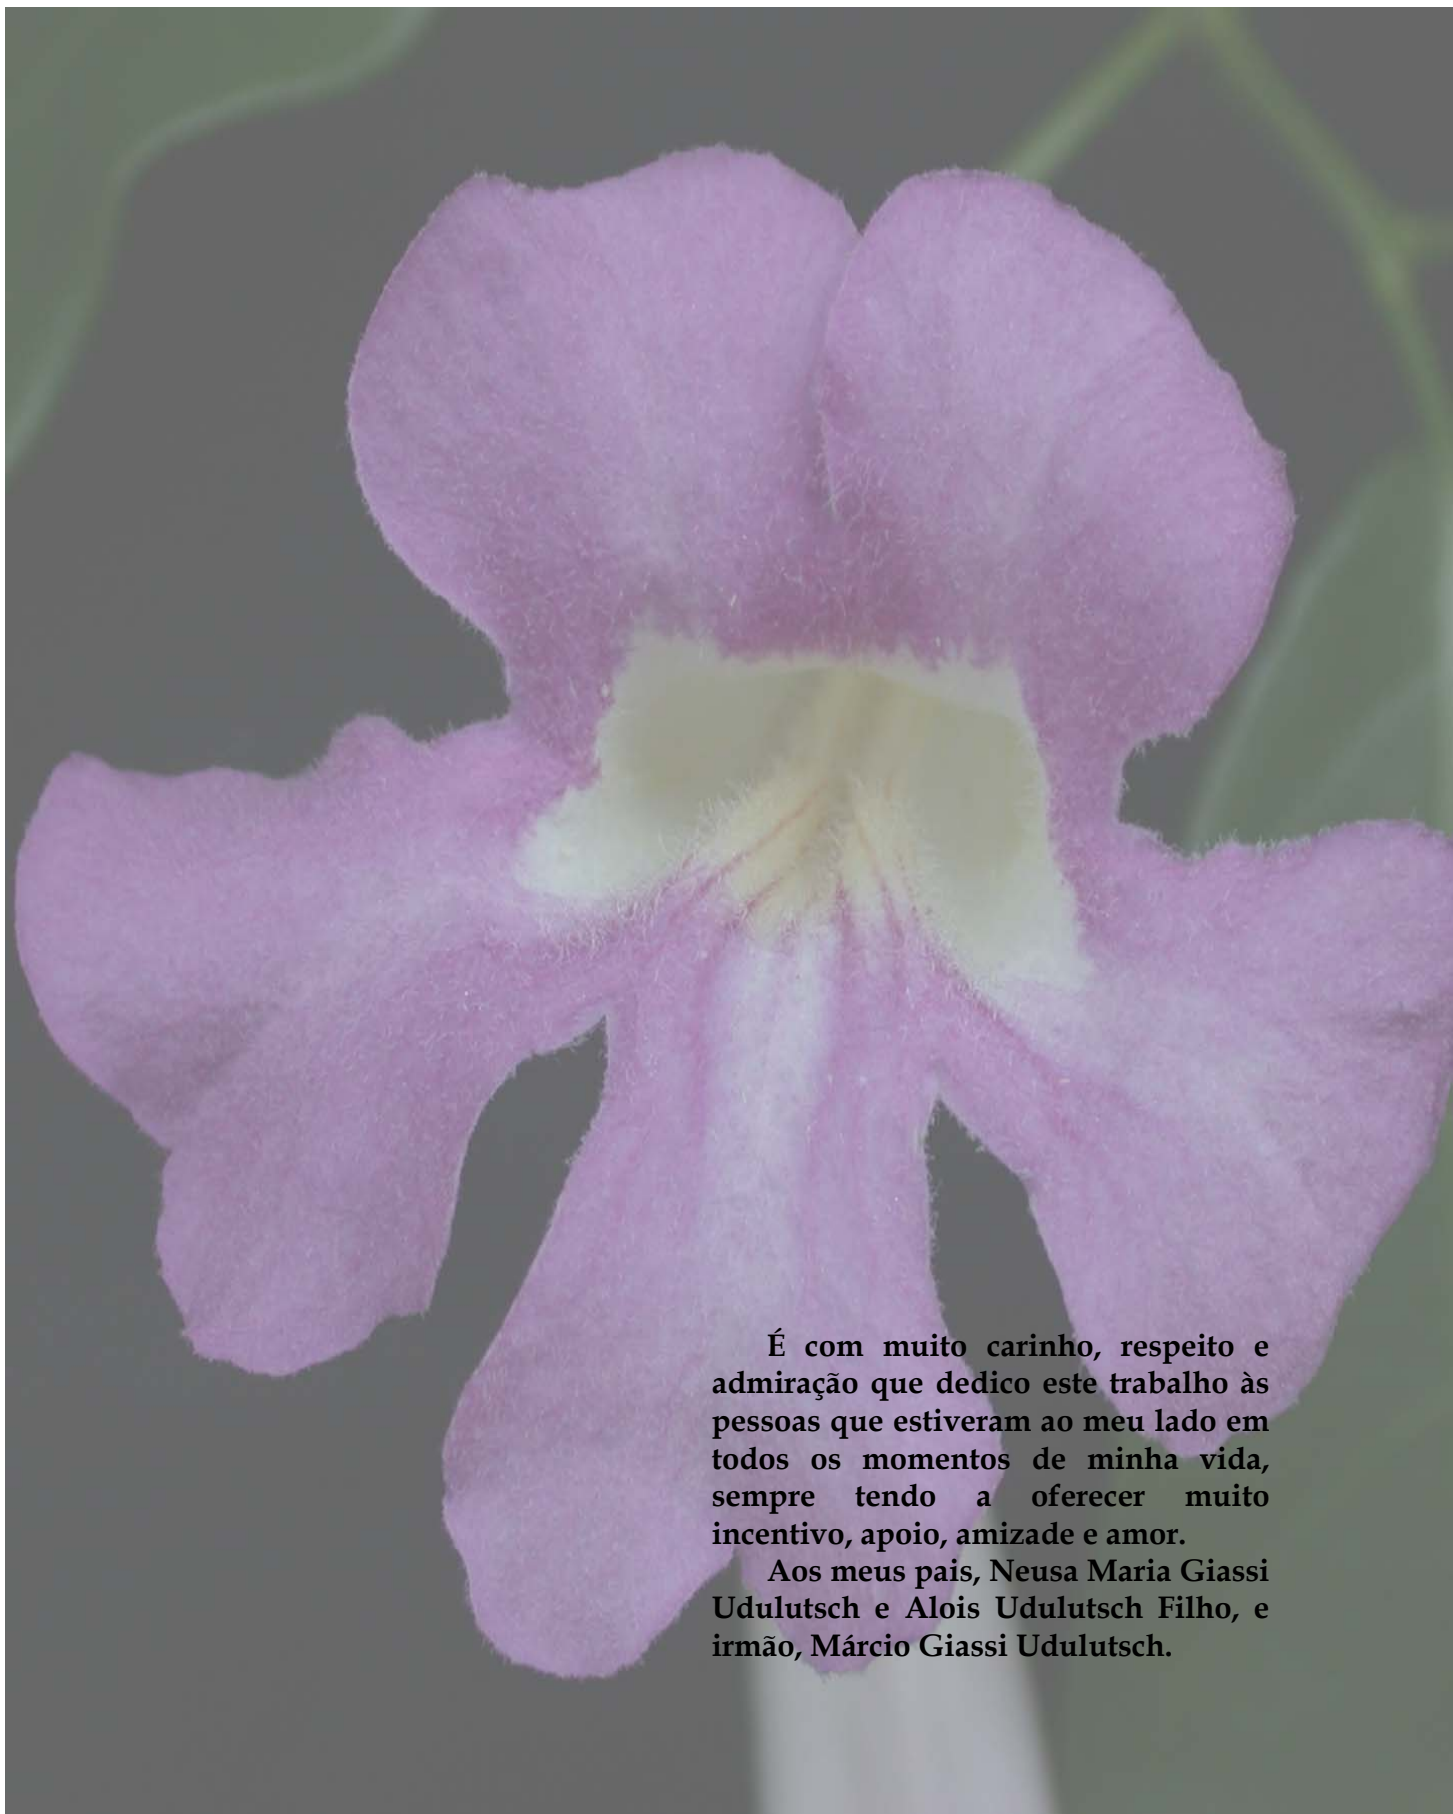 É com muito carinho, respeito e
admiração que dedico este trabalho às
pessoas que estiveram ao meu lado em
todos os momentos de minha vida,
sempre tendo a oferecer muito
incentivo, apoio, amizade e amor.
Aos meus pais, Neusa Maria Giassi
Udulutsch e Alois Udulutsch Filho, e
irmão, Márcio Giassi Udulutsch.